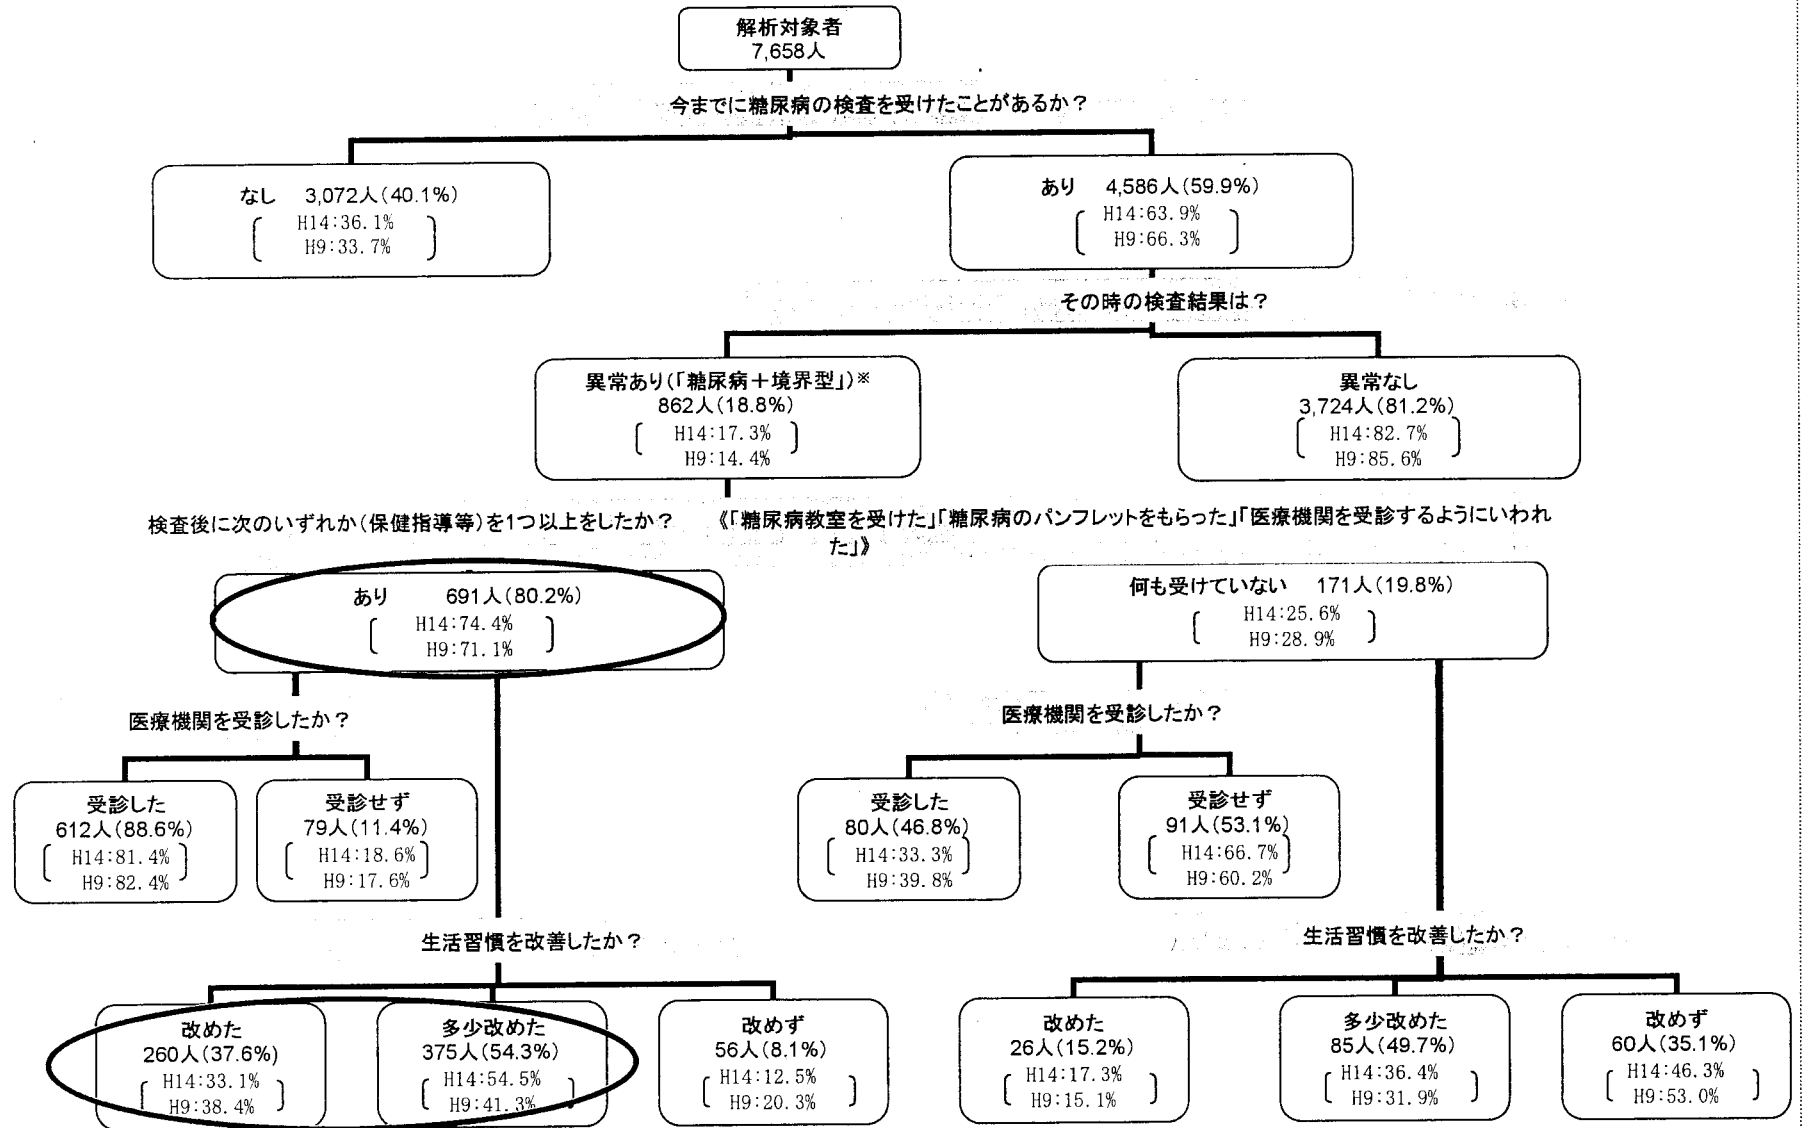 解析対象者
7,658人
今までに糖尿病の検査を受けたことがあるか？
なし 3,072人(40.1%)
H14:36.1%
H9:33.7%
あり 4,586人(59.9%)
H14:63.9%
H9:66.3%
その時の検査結果は？
異常あり(「糖尿病＋境界型」)※
862人(18.8%)
H14:17.3%
H9:14.4%
異常なし
3,724人(81.2%)
H14:82.7%
H9:85.6%
検査後に次のいずれか(保健指導等)を1つ以上をしたか？ 《「糖尿病教室を受けた」「糖尿病のパンフレットをもらった」「医療機関を受診するようにいわれ
た」》
あり 691人(80.2%)
H14:74.4%
H9:71.1%
何も受けていない 171人(19.8%)
H14:25.6%
H9:28.9%
医療機関を受診したか？
受診した
612人(88.6%)
H14:81.4%
H9:82.4%
受診せず
79人(11.4%)
H14:18.6%
H9:17.6%
医療機関を受診したか？
受診した
80人(46.8%)
H14:33.3%
H9:39.8%
受診せず
91人(53.1%)
H14:66.7%
H9:60.2%
生活習慣を改善したか？
改めた
260人(37.6%)
H14:33.1%
H9:38.4%
多少改めた
375人(54.3%)
H14:54.5%
H9:41.3%
改めず
56人(8.1%)
H14:12.5%
H9:20.3%
生活習慣を改善したか？
改めた
26人(15.2%)
H14:17.3%
H9:15.1%
多少改めた
85人(49.7%)
H14:36.4%
H9:31.9%
改めず
60人(35.1%)
H14:46.3%
H9:53.0%